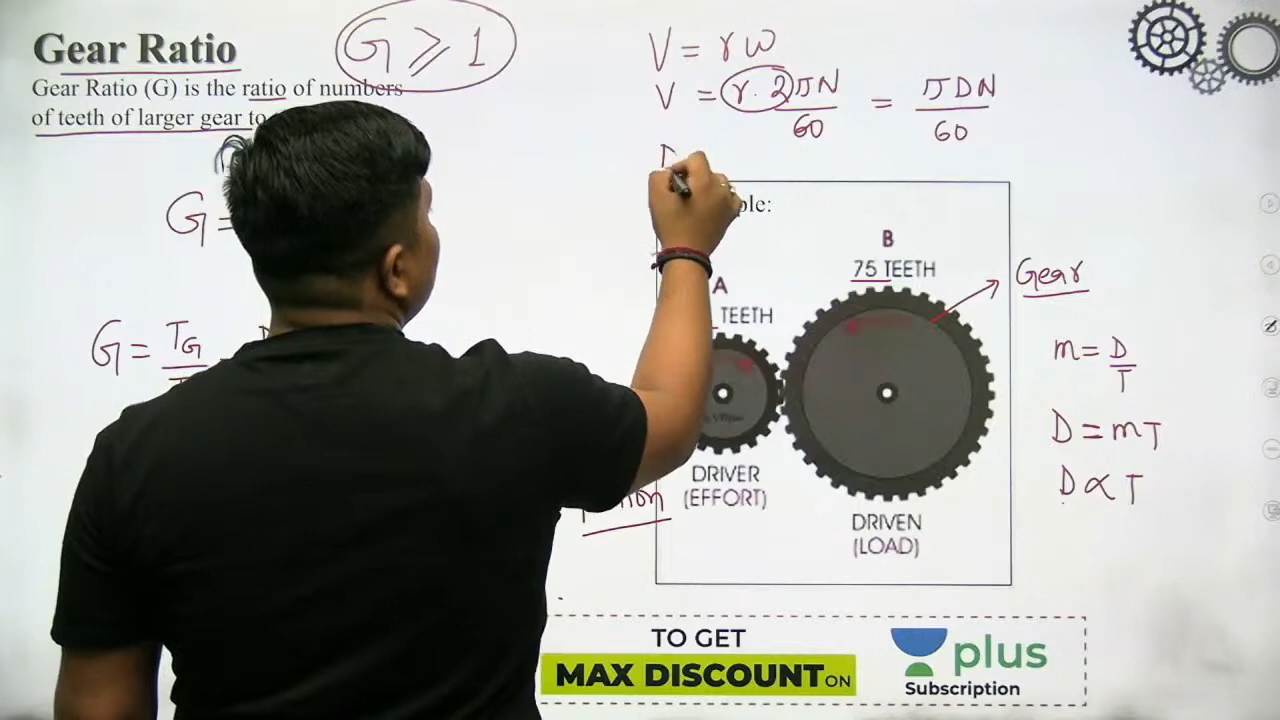 Gear Ratio
G ⩾ 1
Gear Ratio (G) is the ratio of numbers
of teeth of larger gear to
G =
G = T_G
V = rω
V = r. 2πN/60 = πDN/60
B
75 TEETH
A
TEETH
Gear
m = D/T
D = mT
D ∝ T
DRIVER
(EFFORT)
DRIVEN
(LOAD)
TO GET
MAX DISCOUNT ON
plus
Subscription